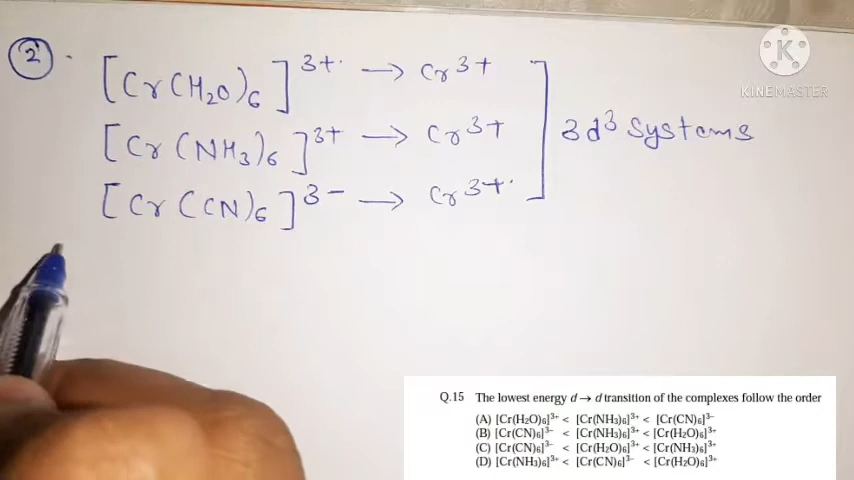 ② · [Cr(H₂O)₆]³⁺· → Cr³⁺
[Cr(NH₃)₆]³⁺ → Cr³⁺
3d³ systems
[Cr(CN)₆]³⁻ → Cr³⁺·
KINEMASTER
Q.15 The lowest energy d → d transition of the complexes follow the order
(A) [Cr(H₂O)₆]³⁺ < [Cr(NH₃)₆]³⁺ < [Cr(CN)₆]³⁻
(B) [Cr(CN)₆]³⁻ < [Cr(NH₃)₆]³⁺ < [Cr(H₂O)₆]³⁺
(C) [Cr(CN)₆]³⁻ < [Cr(H₂O)₆]³⁺ < [Cr(NH₃)₆]³⁺
(D) [Cr(NH₃)₆]³⁺ < [Cr(CN)₆]³⁻ < [Cr(H₂O)₆]³⁺